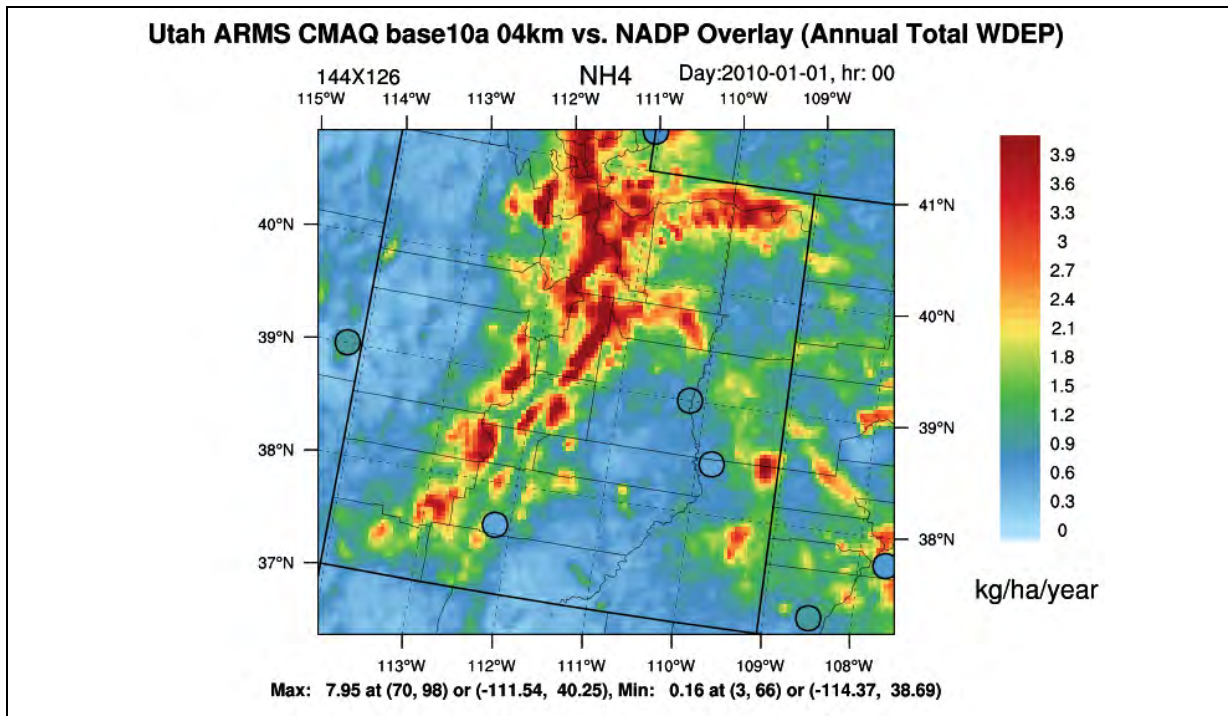 Utah ARMS CMAQ base10a 04km vs. NADP Overlay (Annual Total WDEP)
144X126 NH4 Day:2010-01-01, hr: 00
115°W 114°W 113°W 112°W 111°W 110°W 109°W
3.9
3.6
3.3
3
2.7
2.4
2.1
1.8
1.5
1.2
0.9
0.6
0.3
0
40°N
39°N
38°N
37°N
41°N
40°N
39°N
38°N
kg/ha/year
113°W 112°W 111°W 110°W 109°W 108°W
Max: 7.95 at (70, 98) or (-111.54, 40.25), Min: 0.16 at (3, 66) or (-114.37, 38.69)